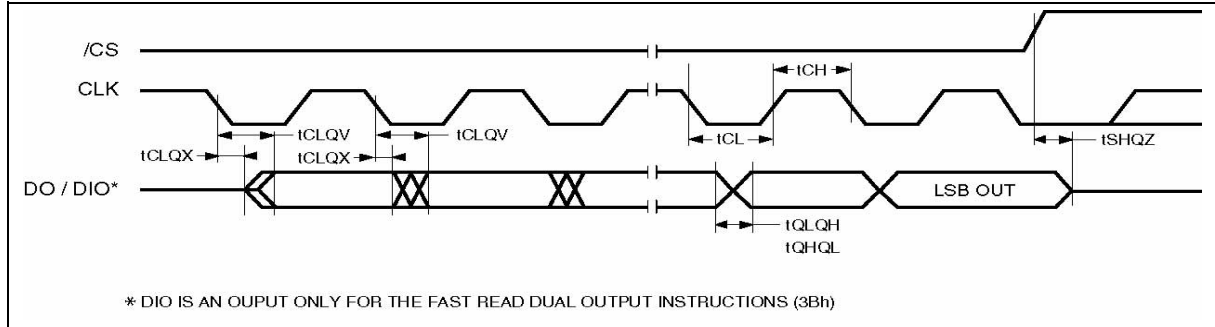 /CS
tCH
CLK
tCLQV
tCLQV
tCL
tSHQZ
tCLQX
tCLQX
DO / DIO*
LSB OUT
tQLQH
tQHQL
* DIO IS AN OUPUT ONLY FOR THE FAST READ DUAL OUTPUT INSTRUCTIONS (3Bh)